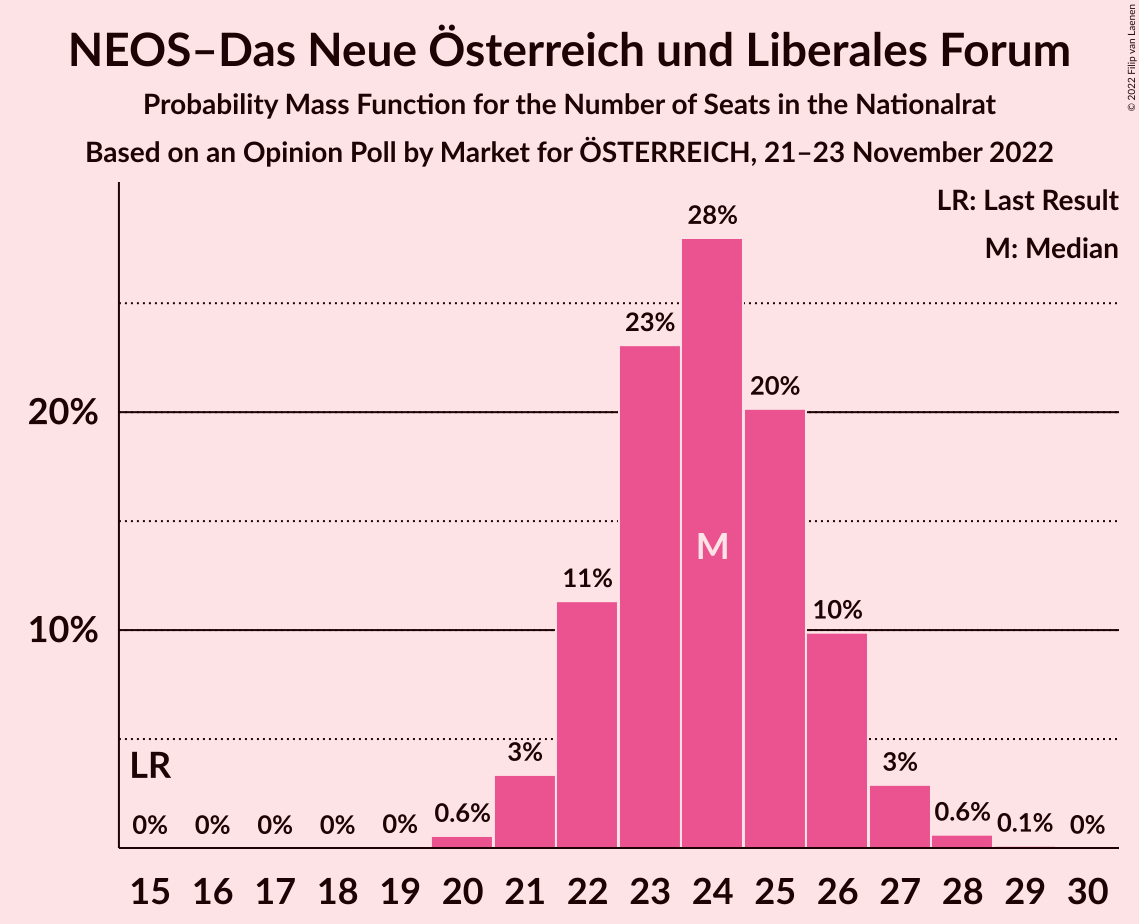 NEOS–Das Neue Österreich und Liberales Forum
Probability Mass Function for the Number of Seats in the Nationalrat
Based on an Opinion Poll by Market for ÖSTERREICH, 21–23 November 2022
© 2022 Filip van Laenen
LR: Last Result
M: Median
28%
23%
20%
20%
M
11%
10%
10%
3%
LR
3%
0% 0% 0% 0% 0% 0.6% 0.6% 0.1% 0%
15 16 17 18 19 20 21 22 23 24 25 26 27 28 29 30